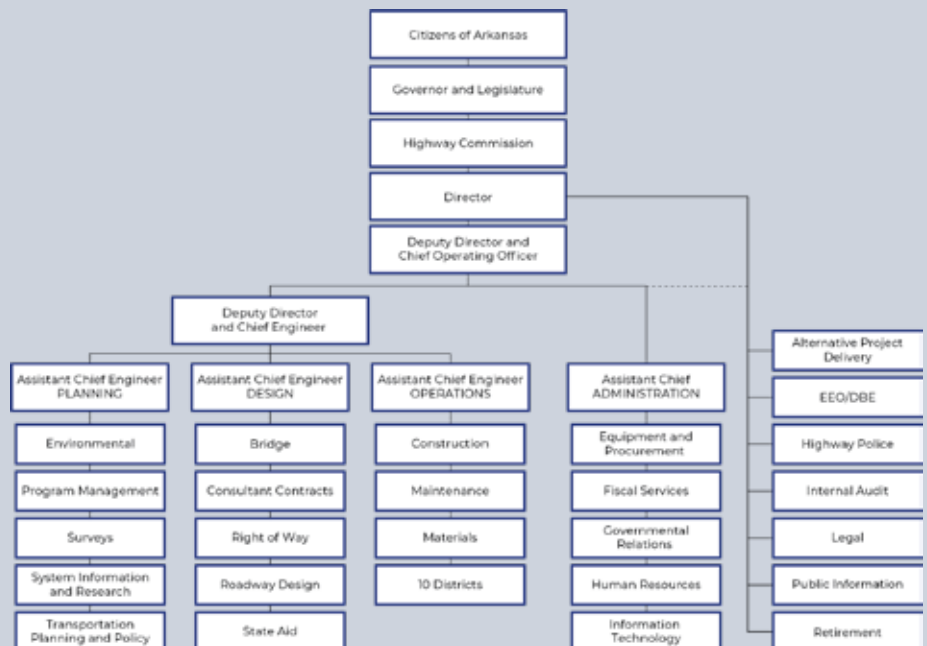 Citizens of Arkansas
Governor and Legislature
Highway Commission
Director
Deputy Director and
Chief Operating Officer
Deputy Director
and Chief Engineer
Assistant Chief Engineer
PLANNING
Environmental
Program Management
Surveys
System Information
and Research
Transportation
Planning and Policy
Assistant Chief Engineer
DESIGN
Bridge
Consultant Contracts
Right of Way
Roadway Design
State Aid
Assistant Chief Engineer
OPERATIONS
Construction
Maintenance
Materials
10 Districts
Assistant Chief
ADMINISTRATION
Equipment and
Procurement
Fiscal Services
Governmental
Relations
Human Resources
Information
Technology
Alternative Project
Delivery
EEO/DBE
Highway Police
Internal Audit
Legal
Public Information
Retirement